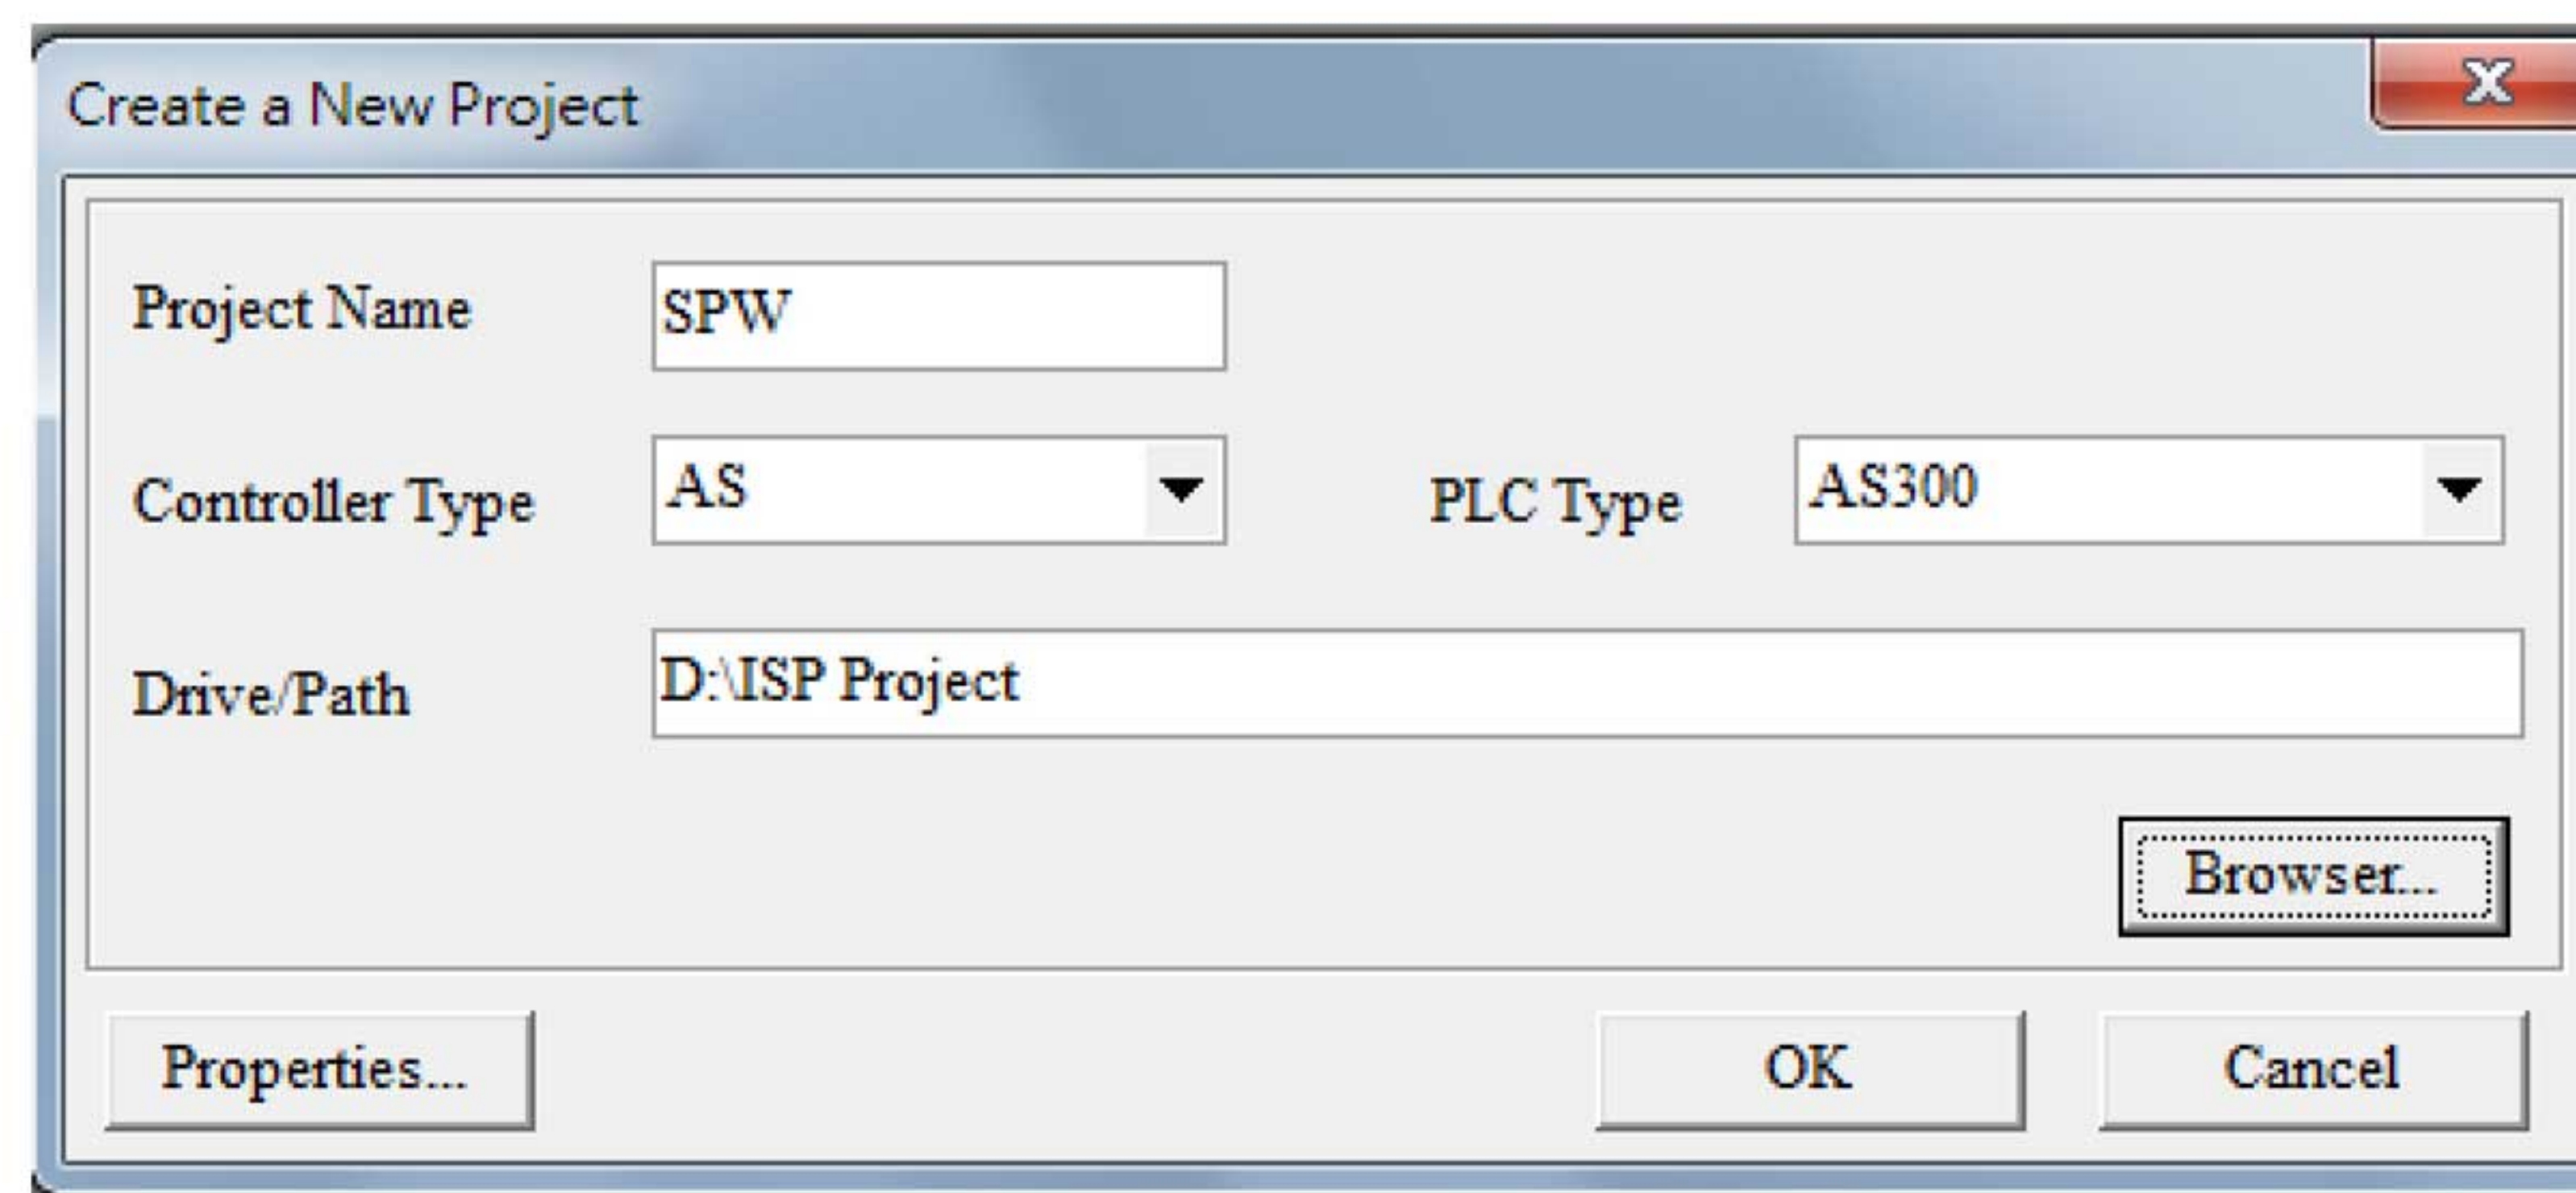 Create a New Project
Project Name SPW
Controller Type AS PLC Type AS300
Drive/Path D:\ISP Project
Browser...
Properties... OK Cancel